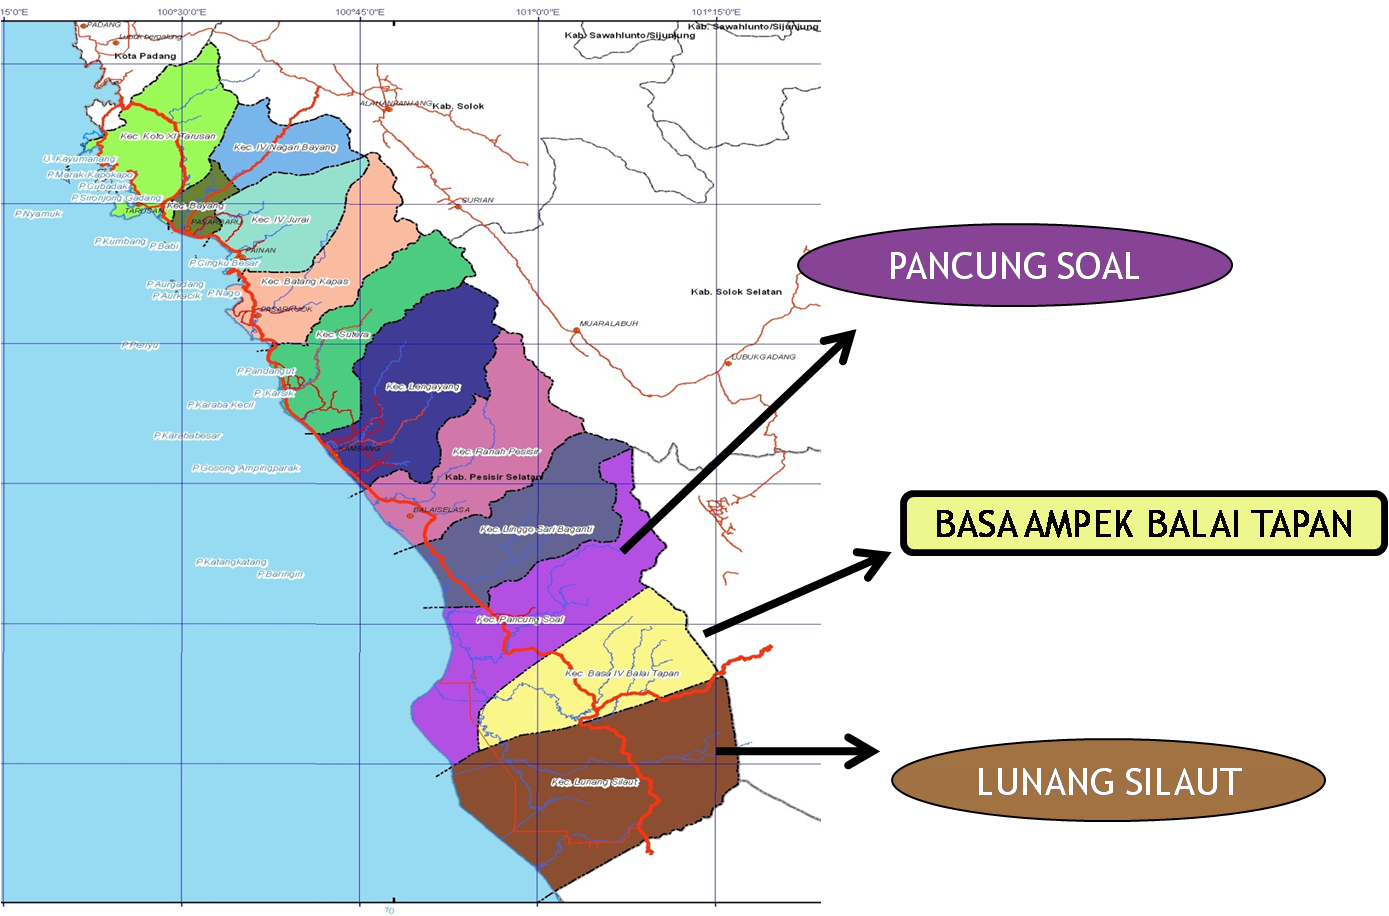 15'0"E
100°30'0"E
100°45'0"E
101°0'0"E
101°15'0"E
PADANG
Kota Padang
Kab. Sawahlunto/Sijunjung
Kab. Sawahlunto/Sijunjung
ALAHANPANJANG
Kab. Solok
Kec. Koto XI Tarusan
Kec. IV Nagari Bayang
U. Kayumanang
P.Marak Kapokapo
P.Cubadak
P.Sironjong Gadang
P.Nyamuk
TARUSAN
Kec. Bayang
PASARBARU
Kec. IV Jurai
SURIAN
P.Kumbang
P.Babi
PAINAN
P.Cingku Besar
Kec. Batang Kapas
P.Aurgadang
P.Aurkacik
P.Nago
PASARKUOK
Kec. Sutera
P.Penyu
MUARALABUH
Kab. Solok Selatan
LUBUKGADANG
P.Pandangut
P. Karsik
P.Karaba Kecil
Kec. Lengayang
P.Karababesar
KAMBANG
P.Gosong Ampingparak
Kec. Ranah Pesisir
Kab. Pesisir Selatan
BALAISELASA
Kec. Linggo Sari Baganti
P.Katangkatang
P.Baringin
Kec. Pancung Soal
Kec. Basa IV Balai Tapan
Kec. Lunang Silaut
70
PANCUNG SOAL
BASA AMPEK BALAI TAPAN
LUNANG SILAUT